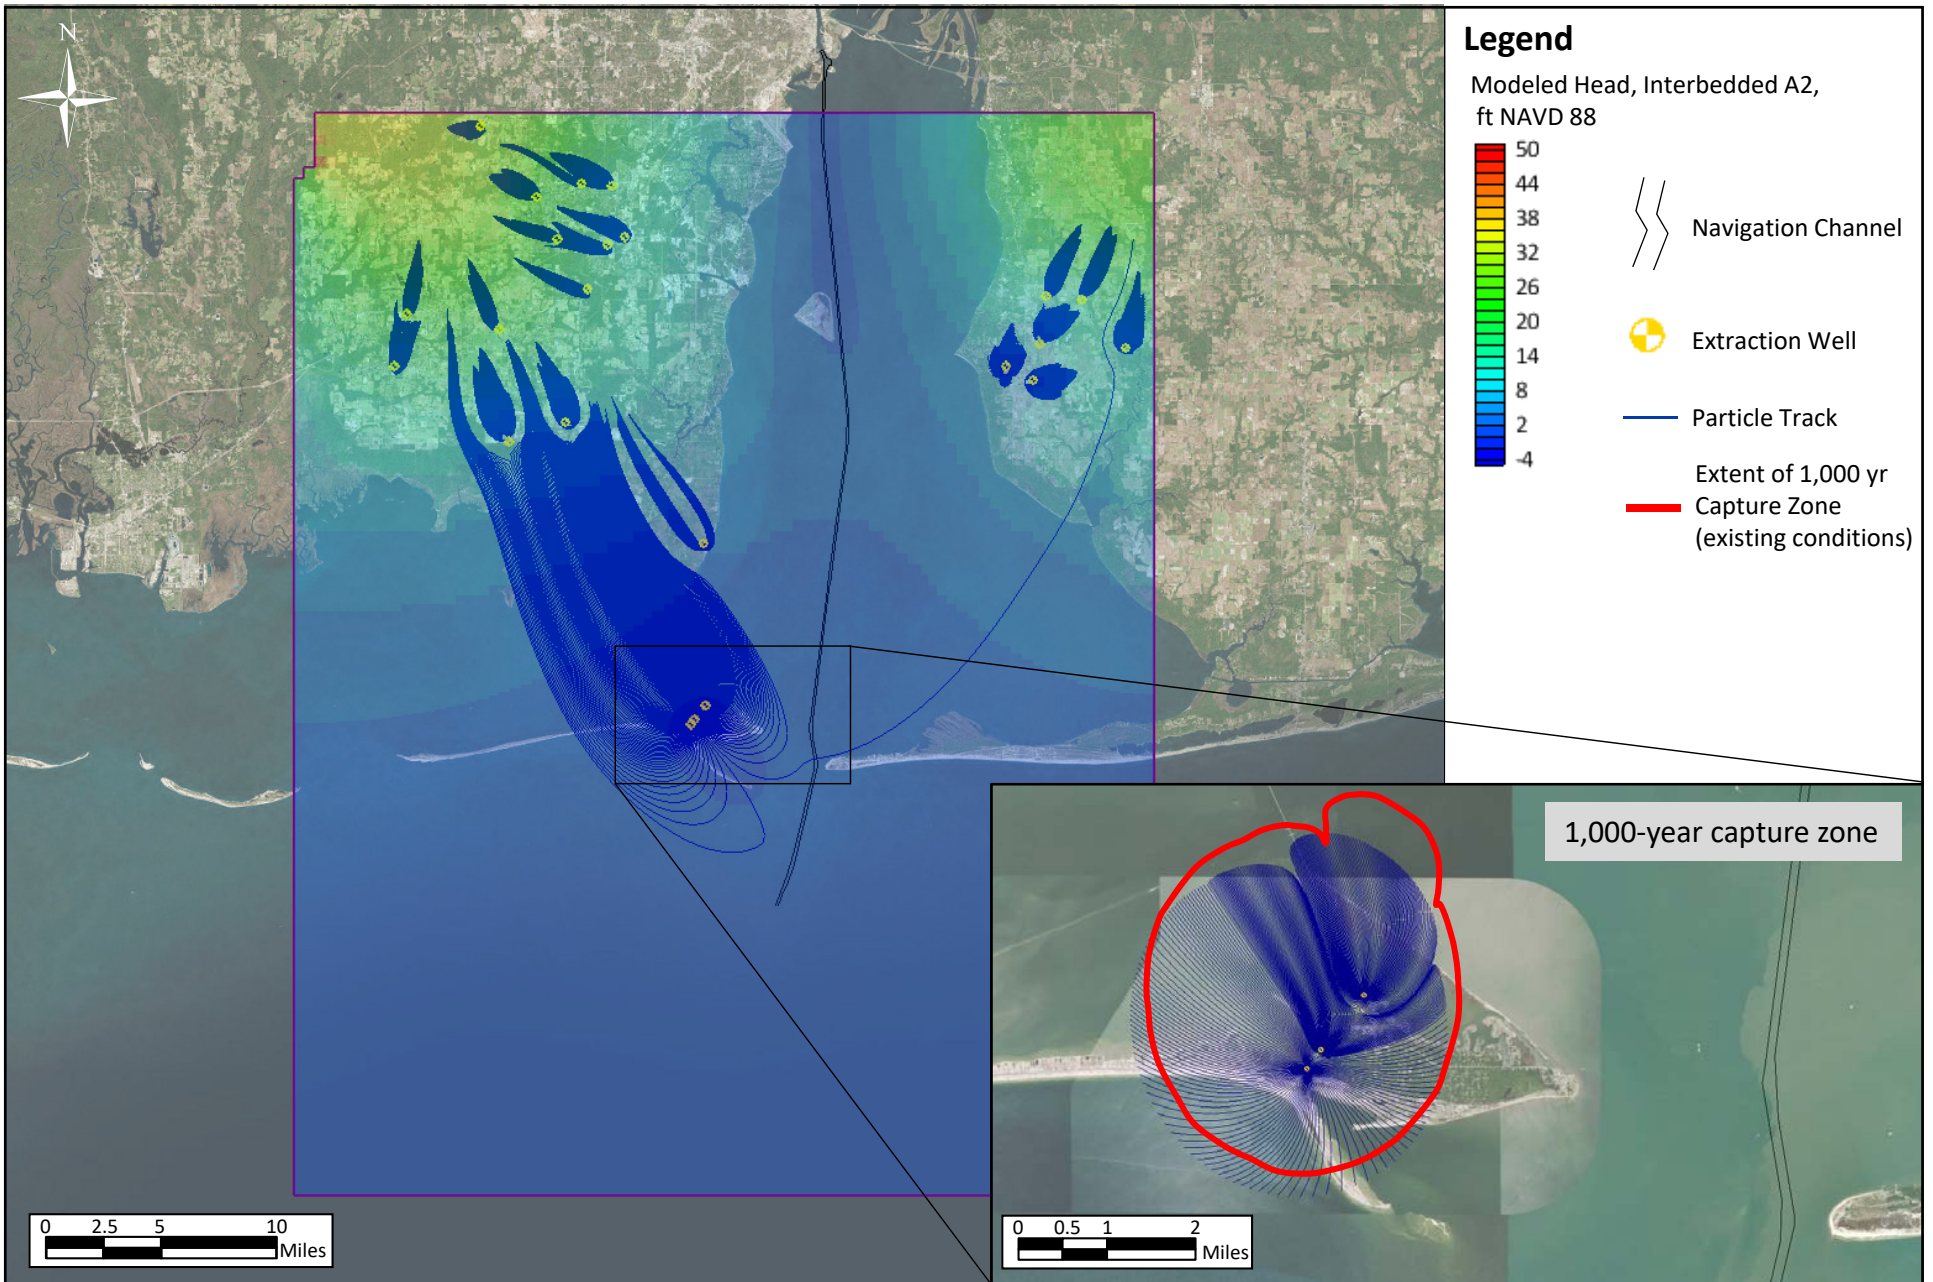 N
Legend
Modeled Head, Interbedded A2,
ft NAVD 88
50
44
38
32
26
20
14
8
2
-4
Navigation Channel
Extraction Well
Particle Track
Extent of 1,000 yr
Capture Zone
(existing conditions)
1,000-year capture zone
0 2.5 5 10
Miles
0 0.5 1 2
Miles